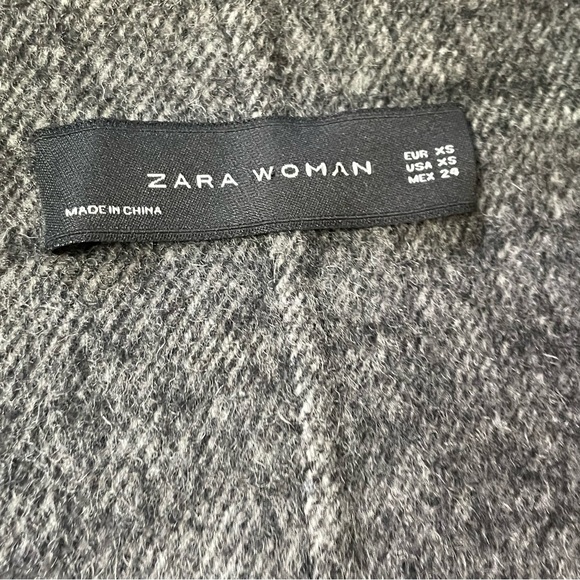 ZARA WOMAN
EUR XS
USA XS
MEX 24
MADE IN CHINA